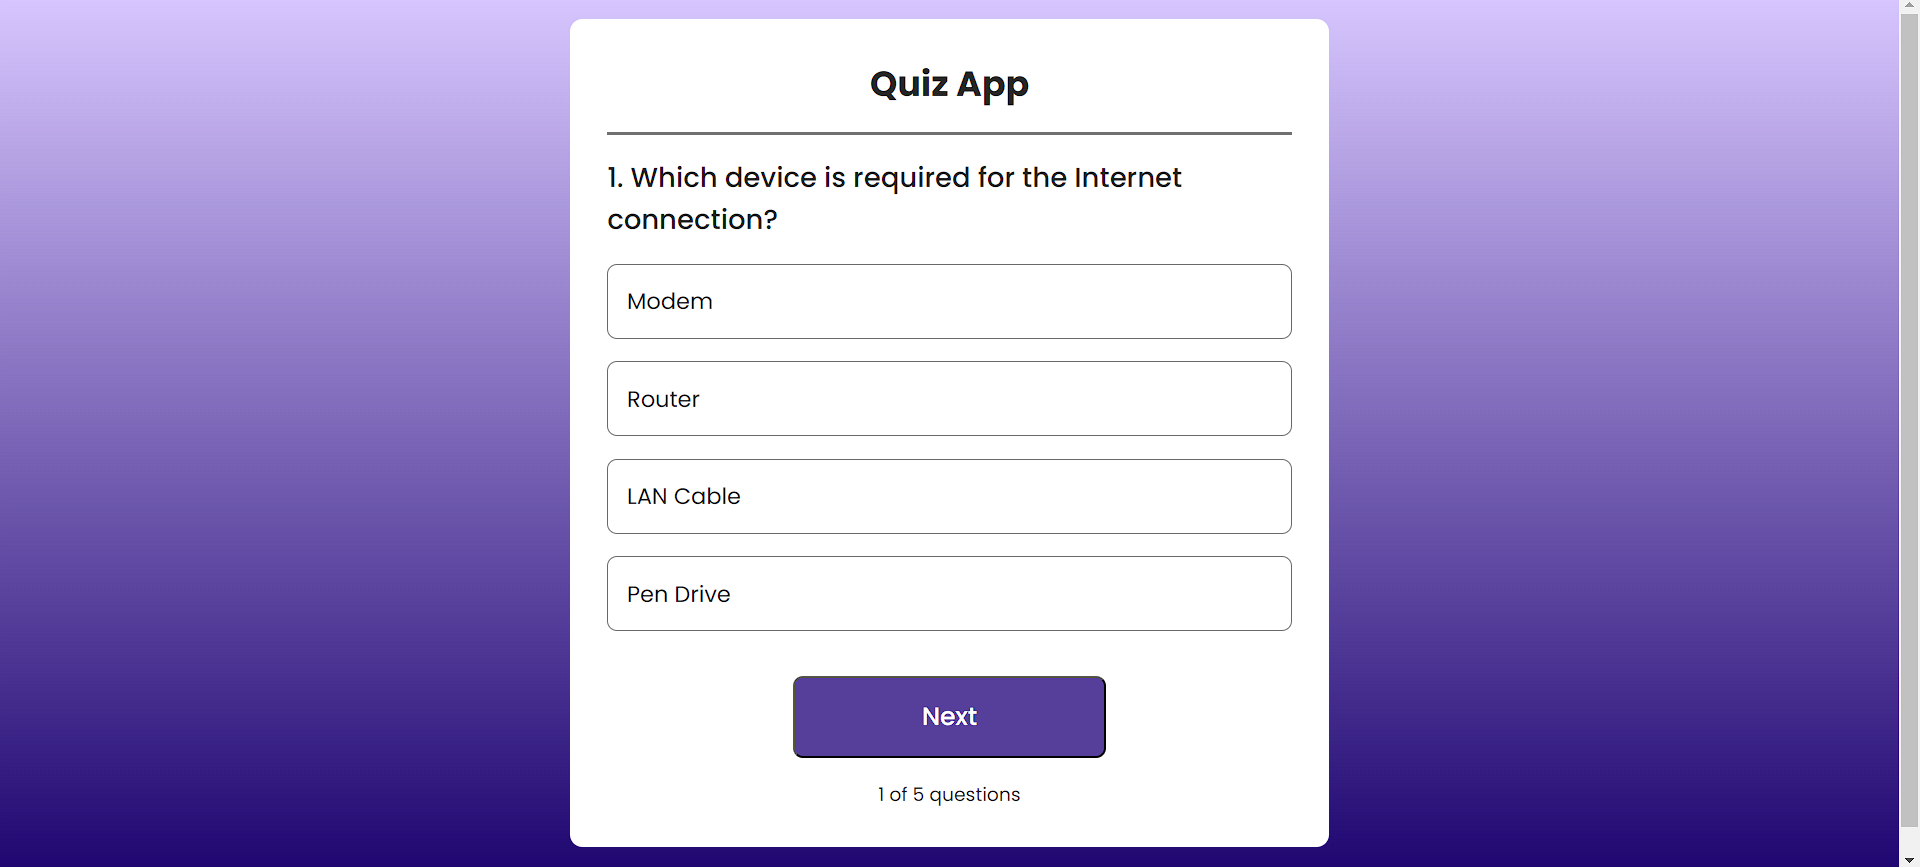 Quiz App
1. Which device is required for the Internet
connection?
Modem
Router
LAN Cable
Pen Drive
Next
1 of 5 questions